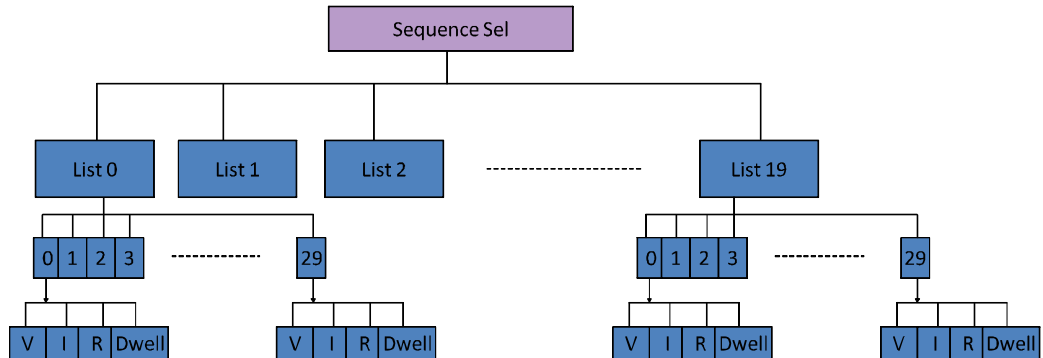 Sequence Sel
List 0 List 1 List 2 List 19
0 1 2 3 29 0 1 2 3 29
V I R Dwell V I R Dwell V I R Dwell V I R Dwell